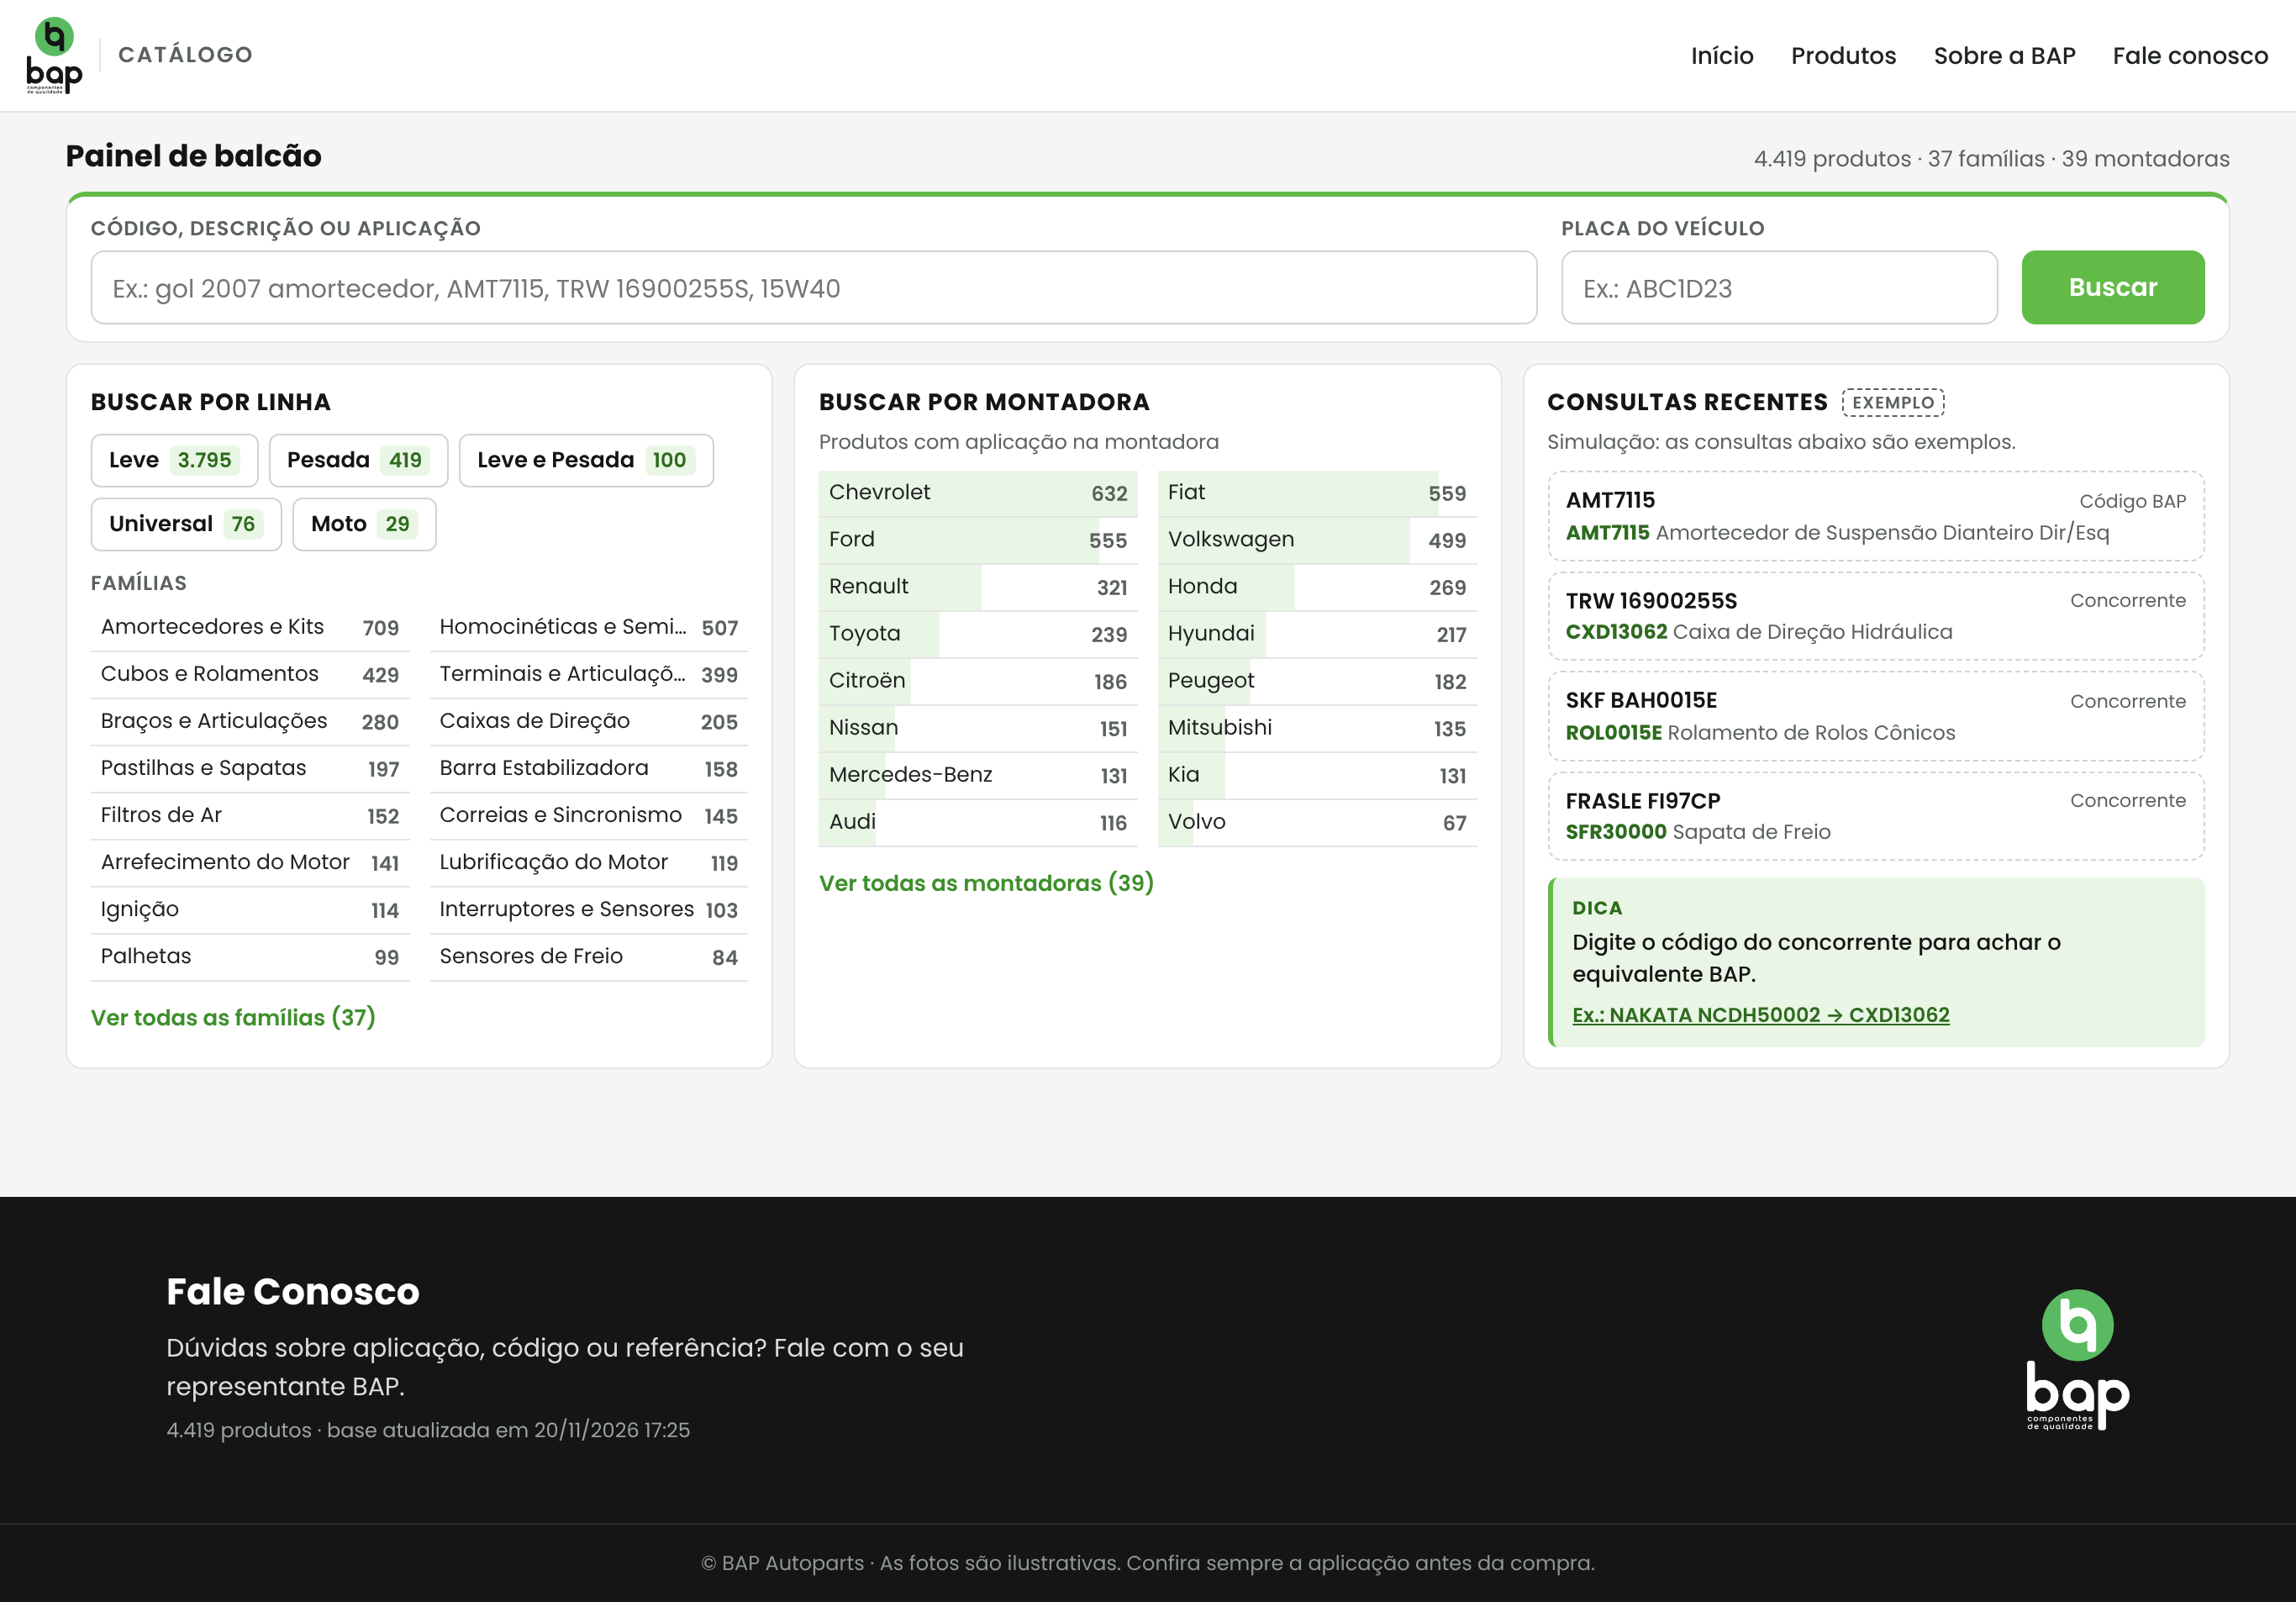 bap
componentes
de qualidade
CATÁLOGO
Início
Produtos
Sobre a BAP
Fale conosco
Painel de balcão
4.419 produtos · 37 famílias · 39 montadoras
CÓDIGO, DESCRIÇÃO OU APLICAÇÃO
Ex.: gol 2007 amortecedor, AMT7115, TRW 16900255S, 15W40
PLACA DO VEÍCULO
Ex.: ABC1D23
Buscar
BUSCAR POR LINHA
Leve 3.795
Pesada 419
Leve e Pesada 100
Universal 76
Moto 29
FAMÍLIAS
Amortecedores e Kits 709
Homocinéticas e Semi... 507
Cubos e Rolamentos 429
Terminais e Articulaçõ... 399
Braços e Articulações 280
Caixas de Direção 205
Pastilhas e Sapatas 197
Barra Estabilizadora 158
Filtros de Ar 152
Correias e Sincronismo 145
Arrefecimento do Motor 141
Lubrificação do Motor 119
Ignição 114
Interruptores e Sensores 103
Palhetas 99
Sensores de Freio 84
Ver todas as famílias (37)
BUSCAR POR MONTADORA
Produtos com aplicação na montadora
Chevrolet 632
Fiat 559
Ford 555
Volkswagen 499
Renault 321
Honda 269
Toyota 239
Hyundai 217
Citroën 186
Peugeot 182
Nissan 151
Mitsubishi 135
Mercedes-Benz 131
Kia 131
Audi 116
Volvo 67
Ver todas as montadoras (39)
CONSULTAS RECENTES EXEMPLO
Simulação: as consultas abaixo são exemplos.
AMT7115 Código BAP
AMT7115 Amortecedor de Suspensão Dianteiro Dir/Esq
TRW 16900255S Concorrente
CXD13062 Caixa de Direção Hidráulica
SKF BAH0015E Concorrente
ROL0015E Rolamento de Rolos Cônicos
FRASLE FI97CP Concorrente
SFR30000 Sapata de Freio
DICA
Digite o código do concorrente para achar o
equivalente BAP.
Ex.: NAKATA NCDH50002 → CXD13062
Fale Conosco
Dúvidas sobre aplicação, código ou referência? Fale com o seu
representante BAP.
4.419 produtos · base atualizada em 20/11/2026 17:25
bap
componentes
de qualidade
© BAP Autoparts · As fotos são ilustrativas. Confira sempre a aplicação antes da compra.